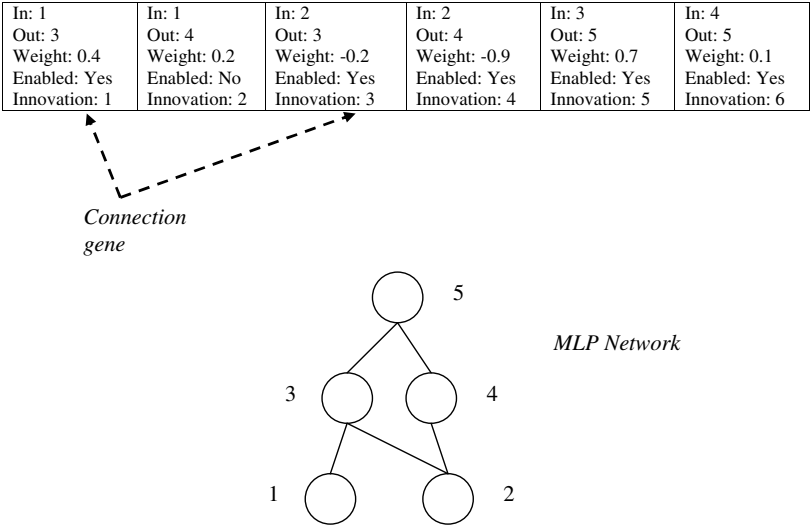 In: 1
Out: 3
Weight: 0.4
Enabled: Yes
Innovation: 1
In: 1
Out: 4
Weight: 0.2
Enabled: No
Innovation: 2
In: 2
Out: 3
Weight: -0.2
Enabled: Yes
Innovation: 3
In: 2
Out: 4
Weight: -0.9
Enabled: Yes
Innovation: 4
In: 3
Out: 5
Weight: 0.7
Enabled: Yes
Innovation: 5
In: 4
Out: 5
Weight: 0.1
Enabled: Yes
Innovation: 6
Connection
gene
5
MLP Network
3
4
1
2